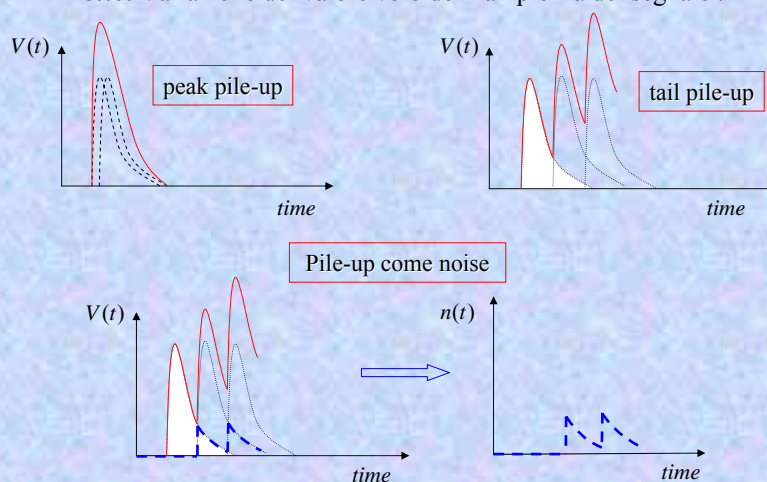 V(t)
peak pile-up
time
V(t)
tail pile-up
time
Pile-up come noise
V(t)
time
n(t)
time